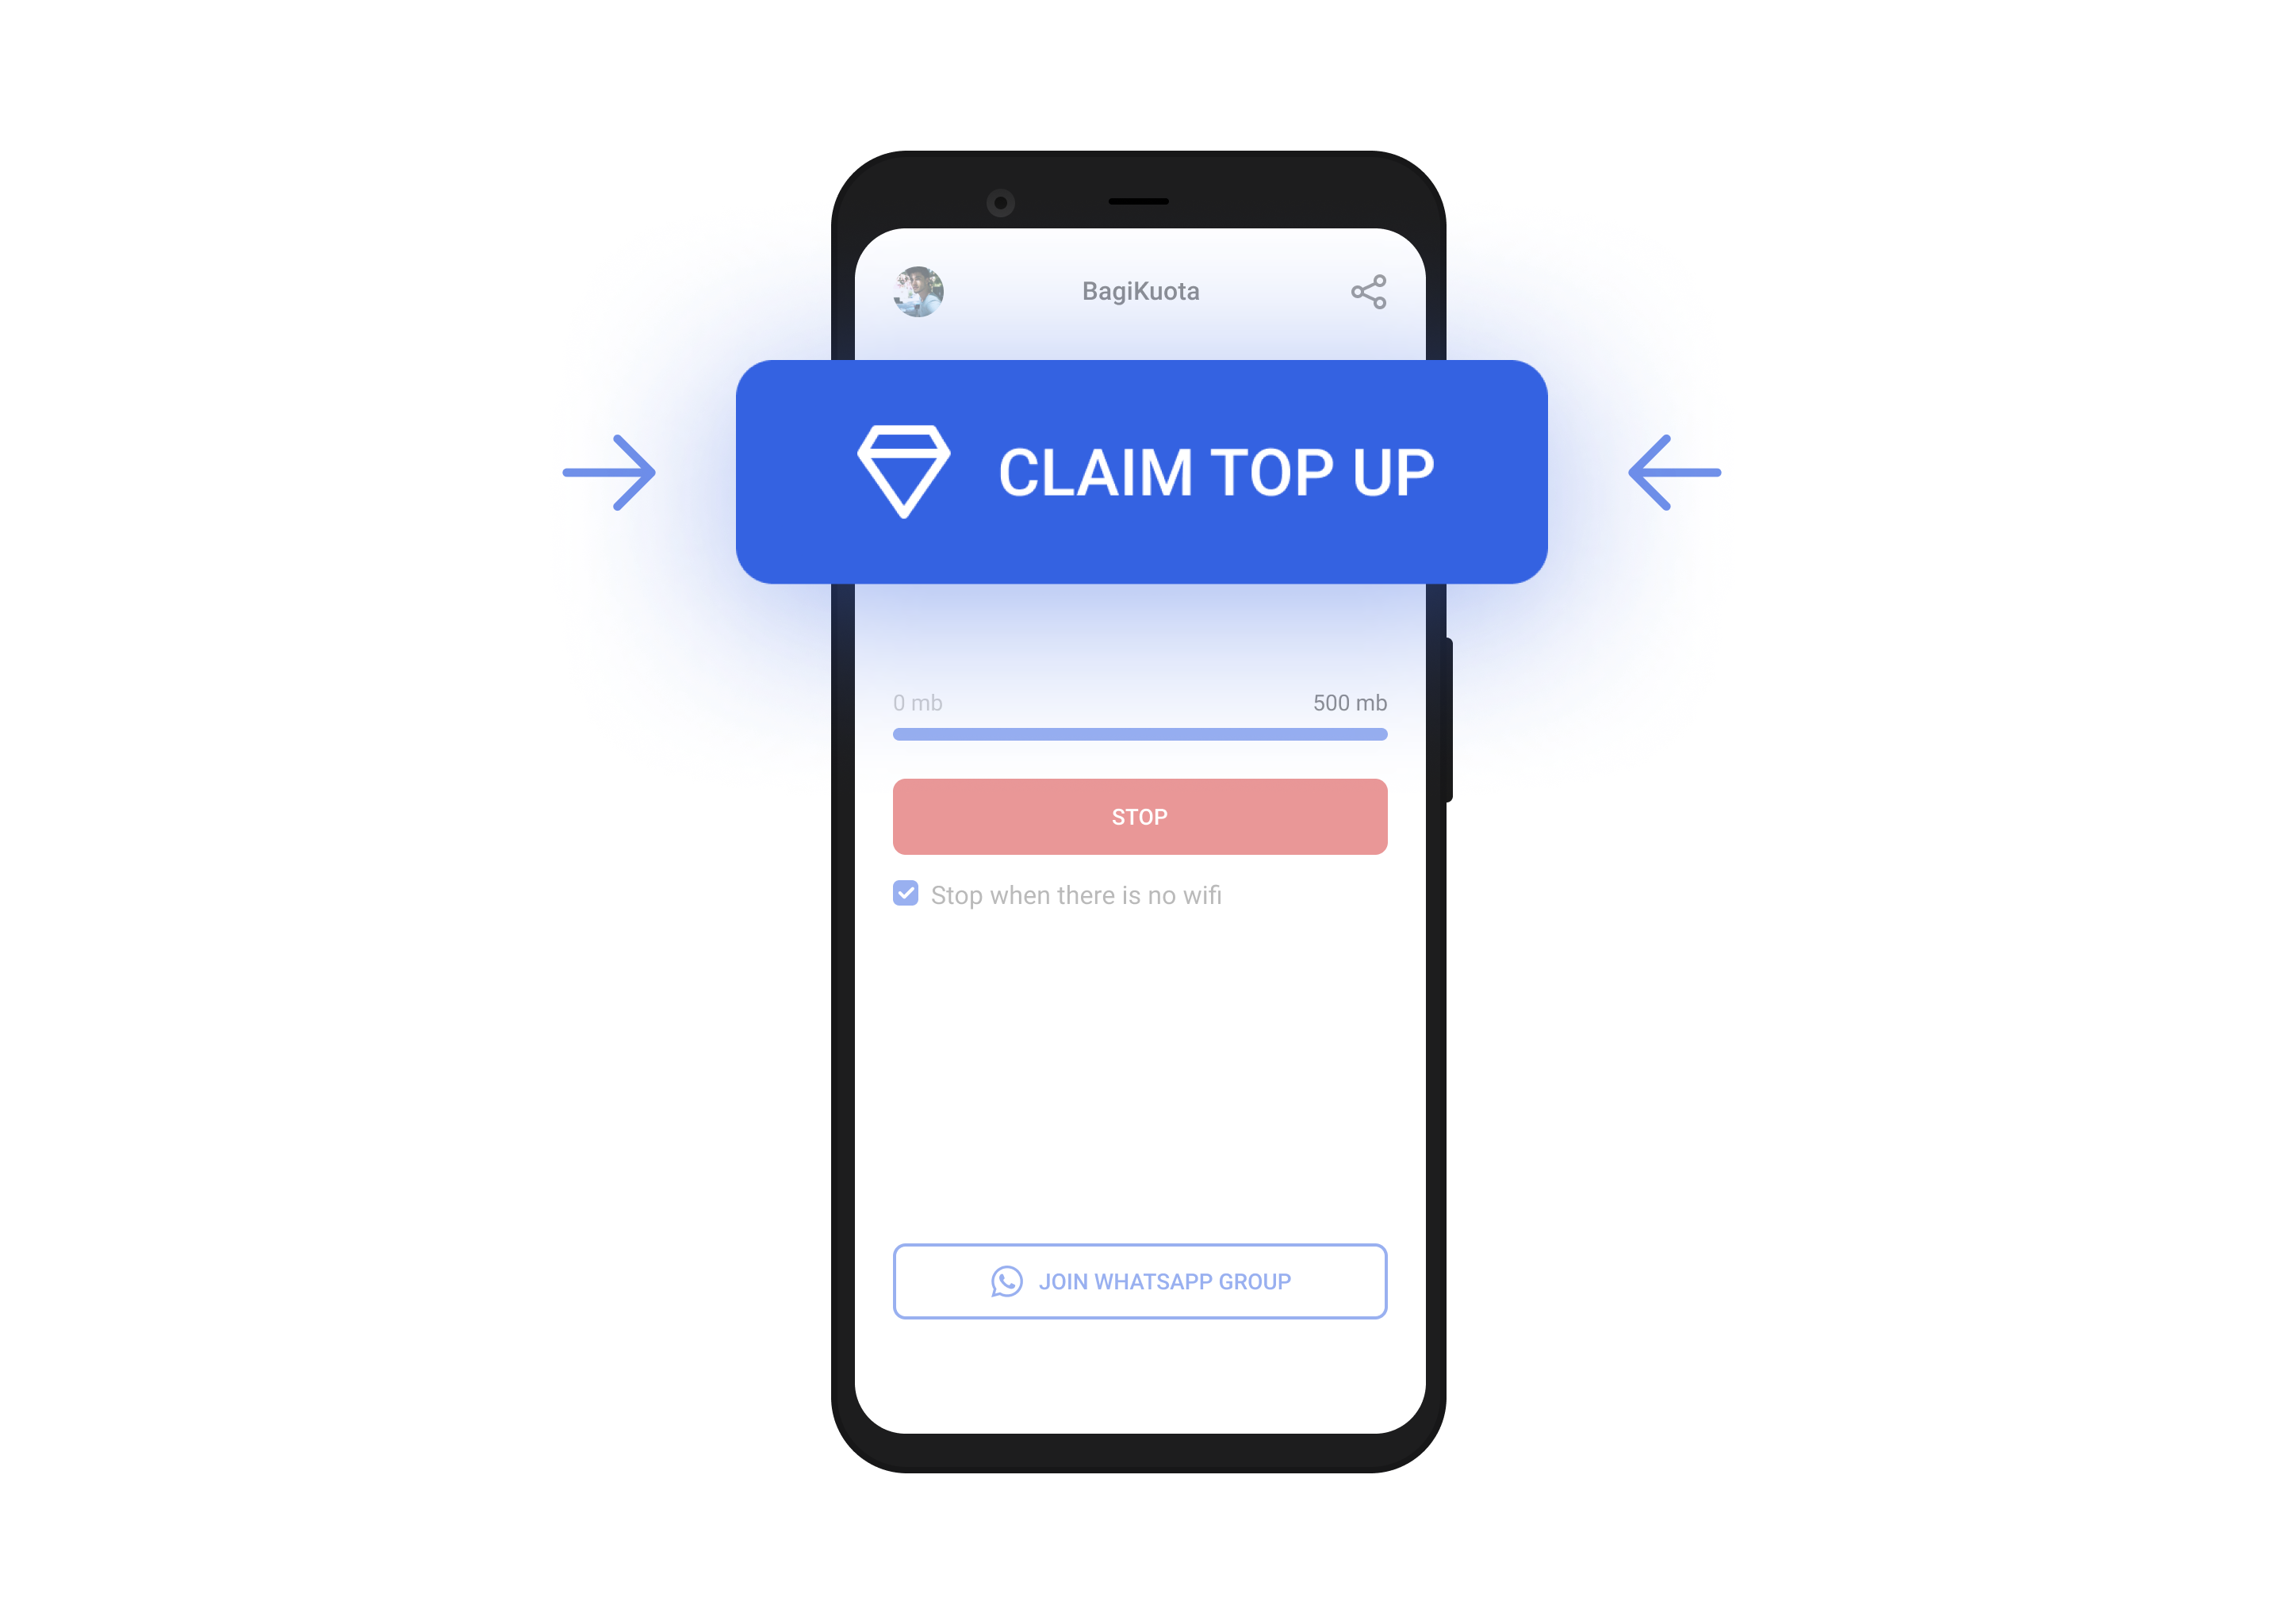 BagiKuota
CLAIM TOP UP
0 mb
500 mb
STOP
Stop when there is no wifi
JOIN WHATSAPP GROUP